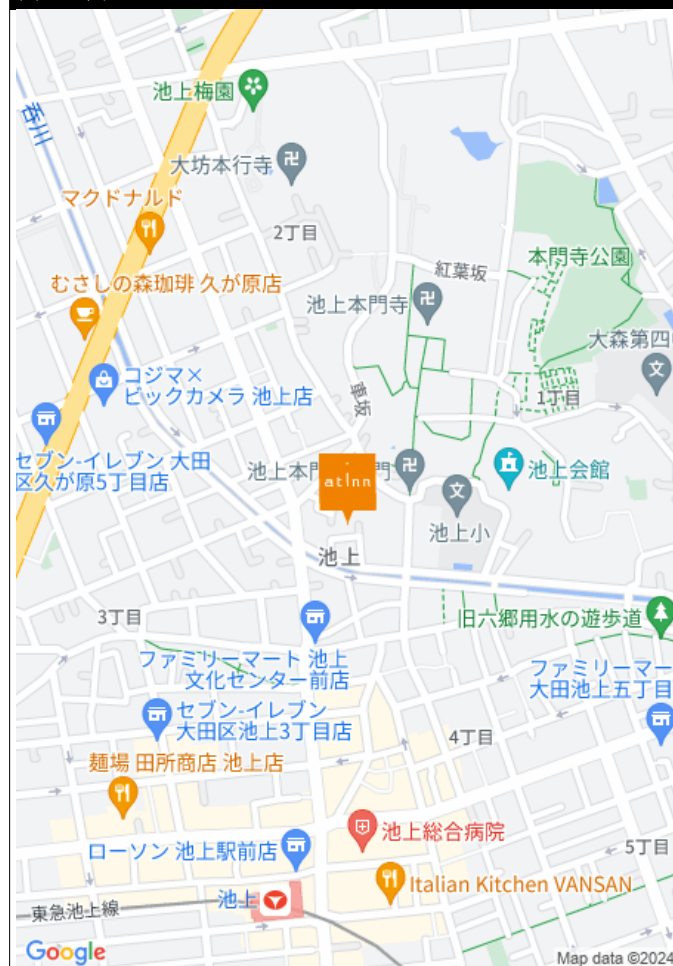 池上梅園
呑川
大坊本行寺
マクドナルド
2丁目
本門寺公園
紅葉坂
むさしの森珈琲 久が原店
池上本門寺
大森第四
コジマ×
ビックカメラ 池上店
車坂
1丁目
セブン-イレブン 大田
区久が原5丁目店
池上本門
門
atinn
池上会館
池上小
池上
3丁目
旧六郷用水の遊歩道
ファミリーマート 池上
文化センター前店
ファミリーマー
大田池上五丁目
セブン-イレブン
大田区池上3丁目店
4丁目
麺場 田所商店 池上店
池上総合病院
ローソン 池上駅前店
5丁目
Italian Kitchen VANSAN
池上
東急池上線
Google
Map data ©2024